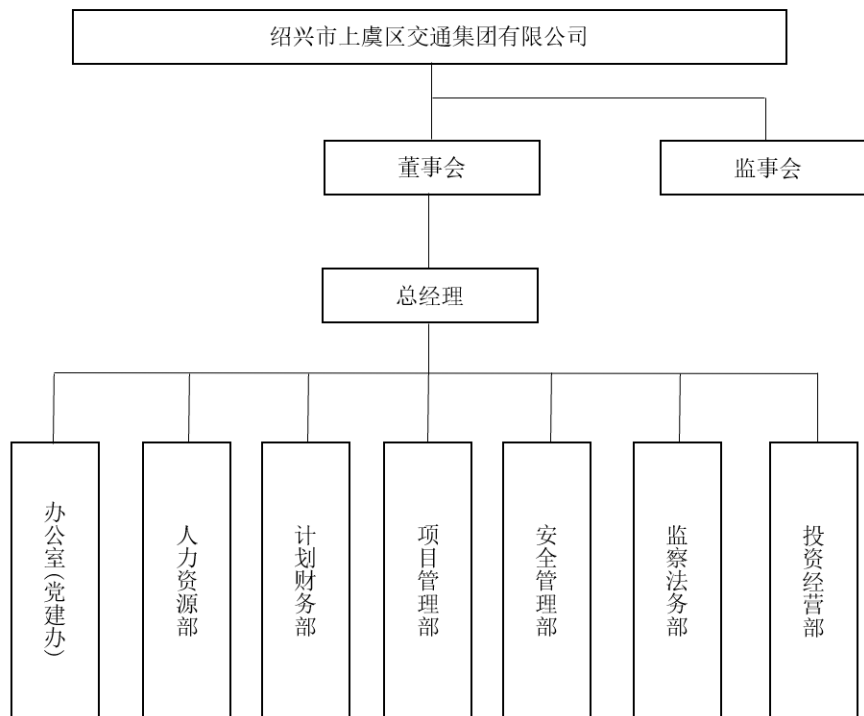 绍兴市上虞区交通集团有限公司
董事会
监事会
总经理
办公室(党建办)
人力资源部
计划财务部
项目管理部
安全管理部
监察法务部
投资经营部